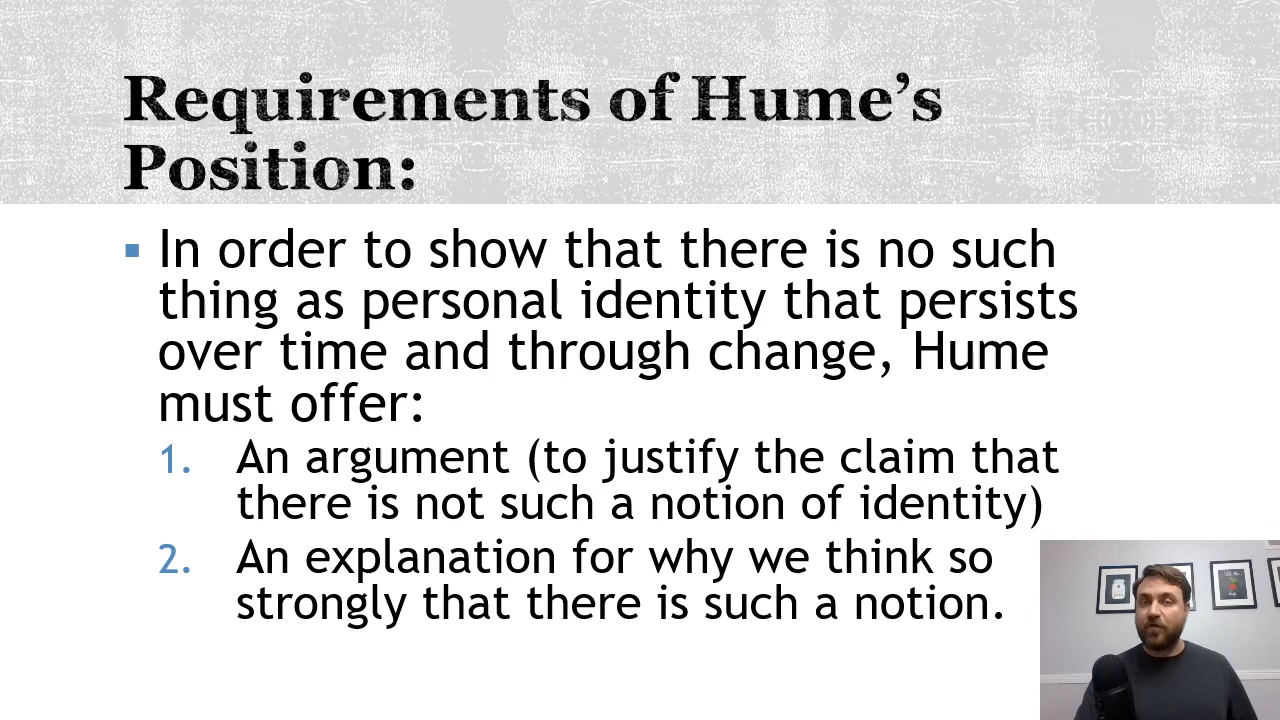 Requirements of Hume’s
Position:
▪ In order to show that there is no such
thing as personal identity that persists
over time and through change, Hume
must offer:
1. An argument (to justify the claim that
there is not such a notion of identity)
2. An explanation for why we think so
strongly that there is such a notion.